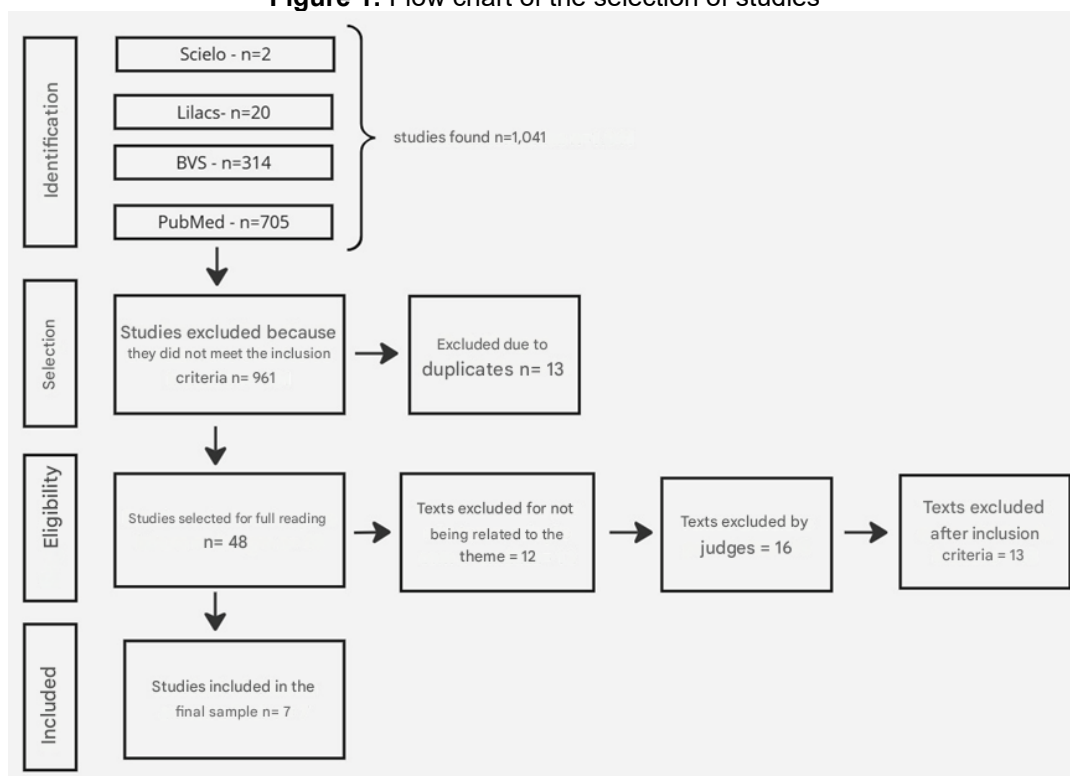 Figure 1. Flow chart of the selection of studies
Identification
Scielo - n=2
Lilacs- n=20
BVS - n=314
PubMed - n=705
studies found n=1,041
Selection
Studies excluded because
they did not meet the inclusion
criteria n= 961
Excluded due to
duplicates n= 13
Eligibility
Studies selected for full reading
n= 48
Texts excluded for not
being related to the
theme = 12
Texts excluded by
judges = 16
Texts excluded
after inclusion
criteria = 13
Included
Studies included in the
final sample n= 7